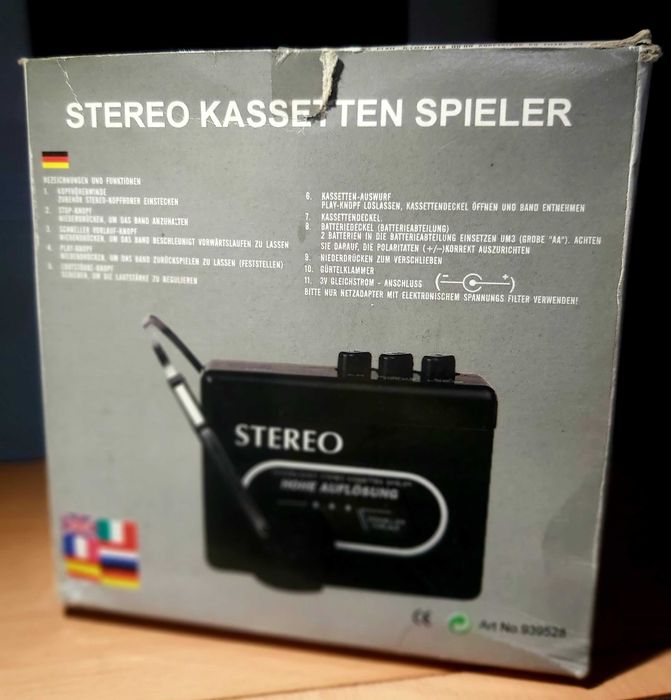 STEREO KASSETTEN SPIELER
BEZEICHNUNGEN UND FUNKTIONEN
1. KOPFHÖRERWINDE
ZUBEHÖR STEREO-KOPFHÖRER EINSTECKEN
2. STOP-KNOPF
NIEDERDRÜCKEN, UM DAS BAND ANZUHALTEN
3. SCHNELLER VORLAUF-KNOPF
NIEDERDRÜCKEN, UM DAS BAND BESCHLEUNIGT VORWÄRTSLAUFEN ZU LASSEN
4. PLAY-KNOPF
NIEDERDRÜCKEN, UM DAS BAND ZURÜCKSPIELEN ZU LASSEN (FESTSTELLEN)
5. LAUTSTÄRKE-KNOPF
SCHIEBEN, UM DIE LAUTSTÄRKE ZU REGULIEREN
6. KASSETTEN-AUSWURF
PLAY-KNOPF LOSLASSEN, KASSETTENDECKEL ÖFFNEN UND BAND ENTNEHMEN
7. KASSETTENDECKEL.
8. BATTERIEDECKEL (BATTERIEABTEILUNG)
2 BATTERIEN IN DIE BATTERIEABTEILUNG EINSETZEN UM3 (GROBE "AA"). ACHTEN
SIE DARAUF, DIE POLARITATEN (+/-)KORREKT AUSZURICHTEN
9. NIEDERDRÜCKEN ZUM VERSCHLIEBEN
10. GÜRTELKLAMMER
11. 3V GLEICHSTROM - ANSCHLUSS (- +)
BITTE NUR NETZADAPTER MIT ELEKTRONISCHEM SPANNUNGS FILTER VERWENDEN!
STEREO
HOHE AUFLÖSUNG
CE
Art No.939528